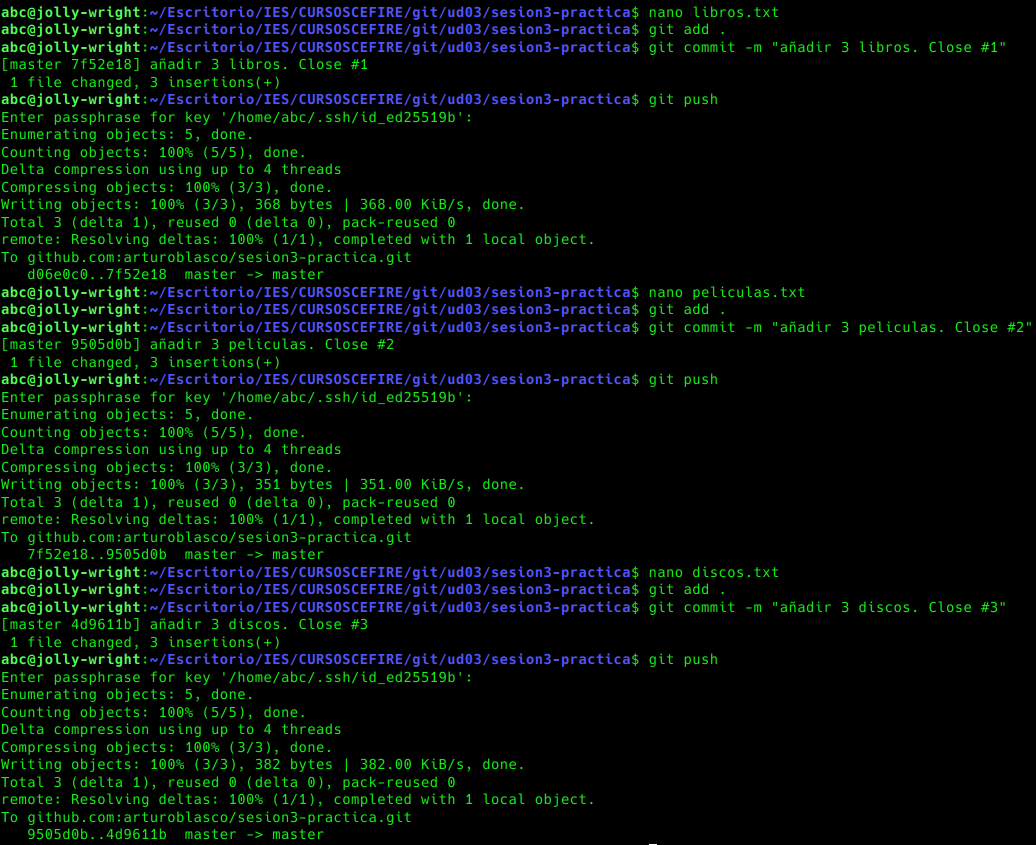 abc@jolly-wright:~/Escritorio/IES/CURSOSCEFIRE/git/ud03/sesion3-practica$ nano libros.txt
abc@jolly-wright:~/Escritorio/IES/CURSOSCEFIRE/git/ud03/sesion3-practica$ git add .
abc@jolly-wright:~/Escritorio/IES/CURSOSCEFIRE/git/ud03/sesion3-practica$ git commit -m "añadir 3 libros. Close #1"
[master 7f52e18] añadir 3 libros. Close #1
 1 file changed, 3 insertions(+)
abc@jolly-wright:~/Escritorio/IES/CURSOSCEFIRE/git/ud03/sesion3-practica$ git push
Enter passphrase for key '/home/abc/.ssh/id_ed25519b':
Enumerating objects: 5, done.
Counting objects: 100% (5/5), done.
Delta compression using up to 4 threads
Compressing objects: 100% (3/3), done.
Writing objects: 100% (3/3), 368 bytes | 368.00 KiB/s, done.
Total 3 (delta 1), reused 0 (delta 0), pack-reused 0
remote: Resolving deltas: 100% (1/1), completed with 1 local object.
To github.com:arturoblasco/sesion3-practica.git
   d06e0c0..7f52e18  master -> master
abc@jolly-wright:~/Escritorio/IES/CURSOSCEFIRE/git/ud03/sesion3-practica$ nano peliculas.txt
abc@jolly-wright:~/Escritorio/IES/CURSOSCEFIRE/git/ud03/sesion3-practica$ git add .
abc@jolly-wright:~/Escritorio/IES/CURSOSCEFIRE/git/ud03/sesion3-practica$ git commit -m "añadir 3 peliculas. Close #2"
[master 9505d0b] añadir 3 peliculas. Close #2
 1 file changed, 3 insertions(+)
abc@jolly-wright:~/Escritorio/IES/CURSOSCEFIRE/git/ud03/sesion3-practica$ git push
Enter passphrase for key '/home/abc/.ssh/id_ed25519b':
Enumerating objects: 5, done.
Counting objects: 100% (5/5), done.
Delta compression using up to 4 threads
Compressing objects: 100% (3/3), done.
Writing objects: 100% (3/3), 351 bytes | 351.00 KiB/s, done.
Total 3 (delta 1), reused 0 (delta 0), pack-reused 0
remote: Resolving deltas: 100% (1/1), completed with 1 local object.
To github.com:arturoblasco/sesion3-practica.git
   7f52e18..9505d0b  master -> master
abc@jolly-wright:~/Escritorio/IES/CURSOSCEFIRE/git/ud03/sesion3-practica$ nano discos.txt
abc@jolly-wright:~/Escritorio/IES/CURSOSCEFIRE/git/ud03/sesion3-practica$ git add .
abc@jolly-wright:~/Escritorio/IES/CURSOSCEFIRE/git/ud03/sesion3-practica$ git commit -m "añadir 3 discos. Close #3"
[master 4d9611b] añadir 3 discos. Close #3
 1 file changed, 3 insertions(+)
abc@jolly-wright:~/Escritorio/IES/CURSOSCEFIRE/git/ud03/sesion3-practica$ git push
Enter passphrase for key '/home/abc/.ssh/id_ed25519b':
Enumerating objects: 5, done.
Counting objects: 100% (5/5), done.
Delta compression using up to 4 threads
Compressing objects: 100% (3/3), done.
Writing objects: 100% (3/3), 382 bytes | 382.00 KiB/s, done.
Total 3 (delta 1), reused 0 (delta 0), pack-reused 0
remote: Resolving deltas: 100% (1/1), completed with 1 local object.
To github.com:arturoblasco/sesion3-practica.git
   9505d0b..4d9611b  master -> master